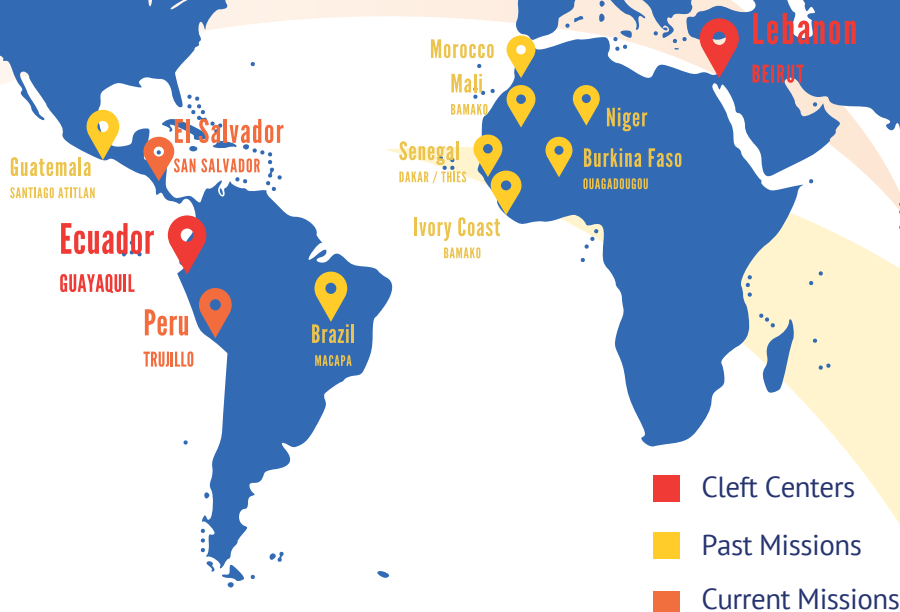 Lebanon
BEIRUT
Morocco
Mali
BAMAKO
Niger
Senegal
DAKAR / THIES
Burkina Faso
OUAGADOUGOU
Ivory Coast
BAMAKO
El Salvador
SAN SALVADOR
Guatemala
SANTIAGO ATITLAN
Ecuador
GUAYAQUIL
Peru
TRUJILLO
Brazil
MACAPA
Cleft Centers
Past Missions
Current Missions